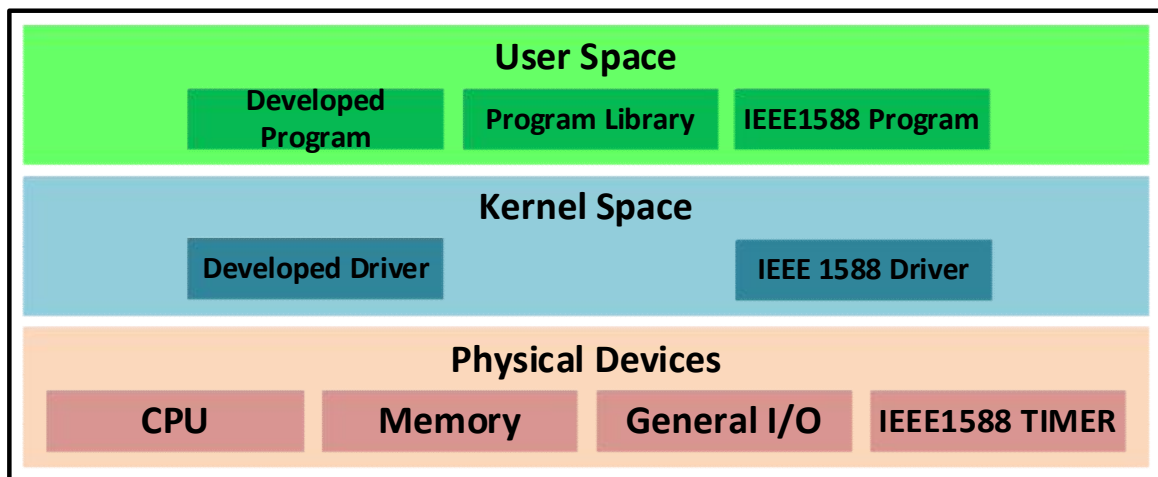 User Space
Developed
Program
Program Library
IEEE1588 Program
Kernel Space
Developed Driver
IEEE 1588 Driver
Physical Devices
CPU
Memory
General I/O
IEEE1588 TIMER